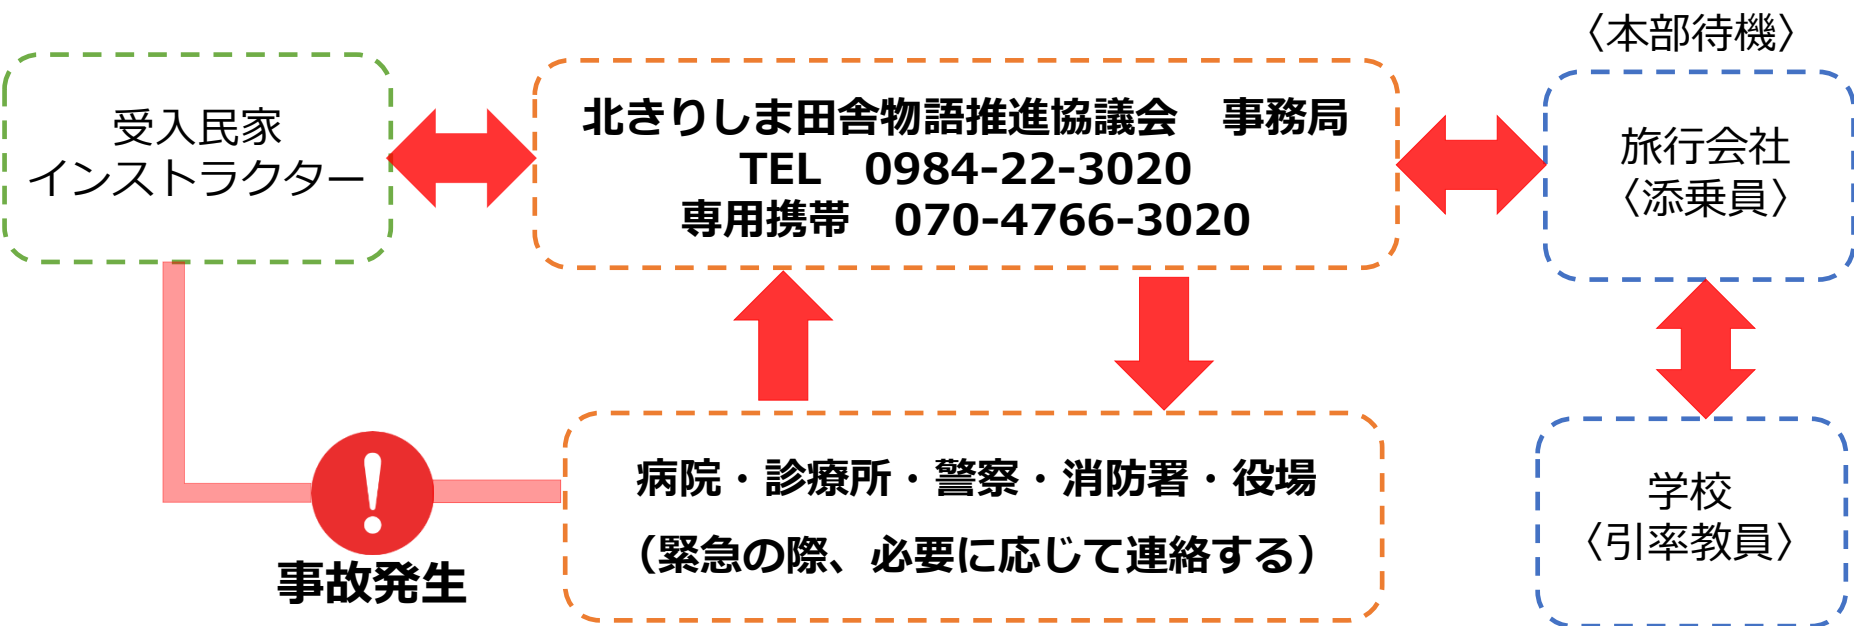 〈本部待機〉
受入民家
インストラクター
北きりしま田舎物語推進協議会　事務局
TEL　0984-22-3020
専用携帯　070-4766-3020
旅行会社
〈添乗員〉
病院・診療所・警察・消防署・役場
（緊急の際、必要に応じて連絡する）
事故発生
学校
〈引率教員〉